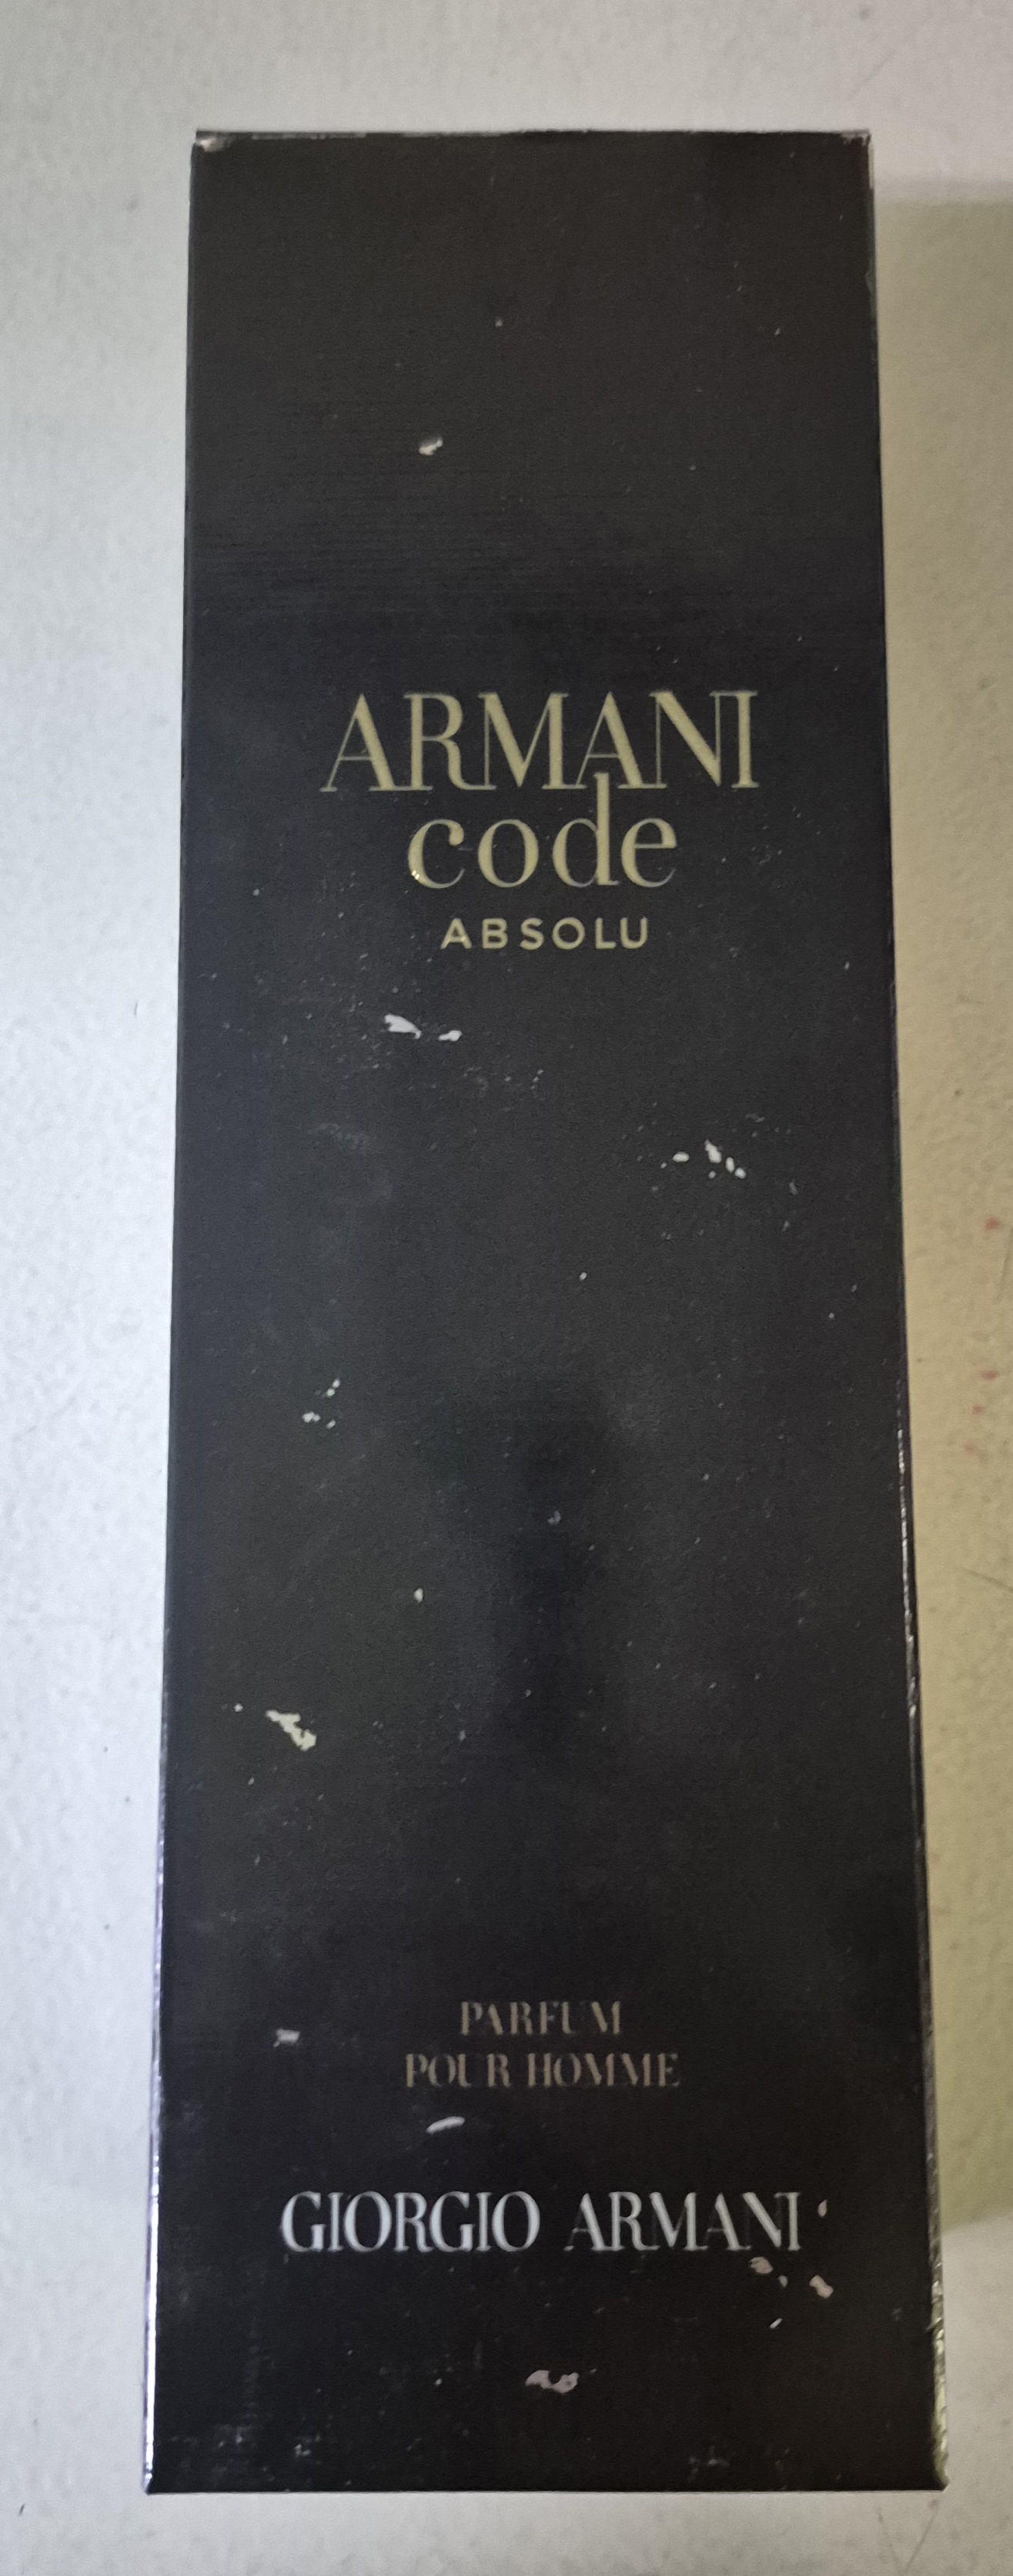 ARMANI
code
ABSOLU
PARFUM
POUR HOMME
GIORGIO ARMANI